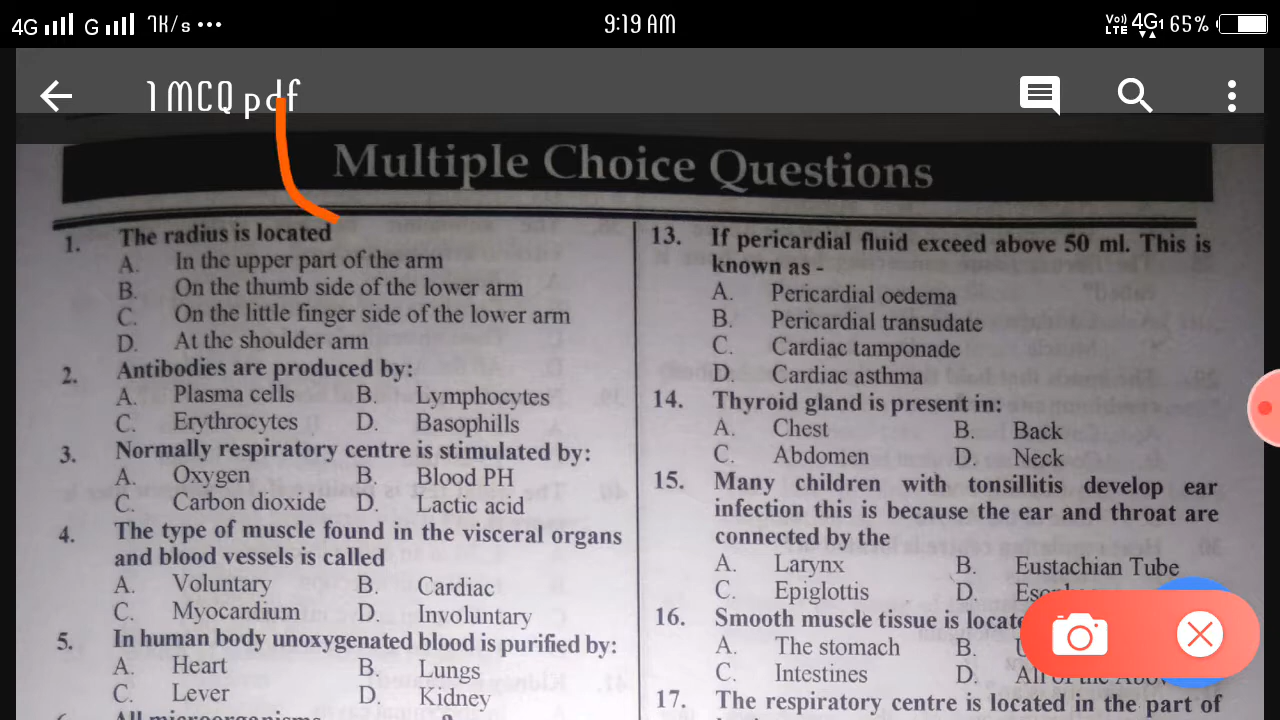 4G G 7K/s ••• 9:19 AM Vo) LTE 4G1 65%
1 MCQ pdf
Multiple Choice Questions
1. The radius is located
A. In the upper part of the arm
B. On the thumb side of the lower arm
C. On the little finger side of the lower arm
D. At the shoulder arm
2. Antibodies are produced by:
A. Plasma cells B. Lymphocytes
C. Erythrocytes D. Basophills
3. Normally respiratory centre is stimulated by:
A. Oxygen B. Blood PH
C. Carbon dioxide D. Lactic acid
4. The type of muscle found in the visceral organs
and blood vessels is called
A. Voluntary B. Cardiac
C. Myocardium D. Involuntary
5. In human body unoxygenated blood is purified by:
A. Heart B. Lungs
C. Lever D. Kidney
All microorganisms
13. If pericardial fluid exceed above 50 ml. This is
known as -
A. Pericardial oedema
B. Pericardial transudate
C. Cardiac tamponade
D. Cardiac asthma
14. Thyroid gland is present in:
A. Chest B. Back
C. Abdomen D. Neck
15. Many children with tonsillitis develop ear
infection this is because the ear and throat are
connected by the
A. Larynx B. Eustachian Tube
C. Epiglottis D.
16. Smooth muscle tissue is
A. The stomach B.
C. Intestines D. All of the
17. The respiratory centre is located in the part of